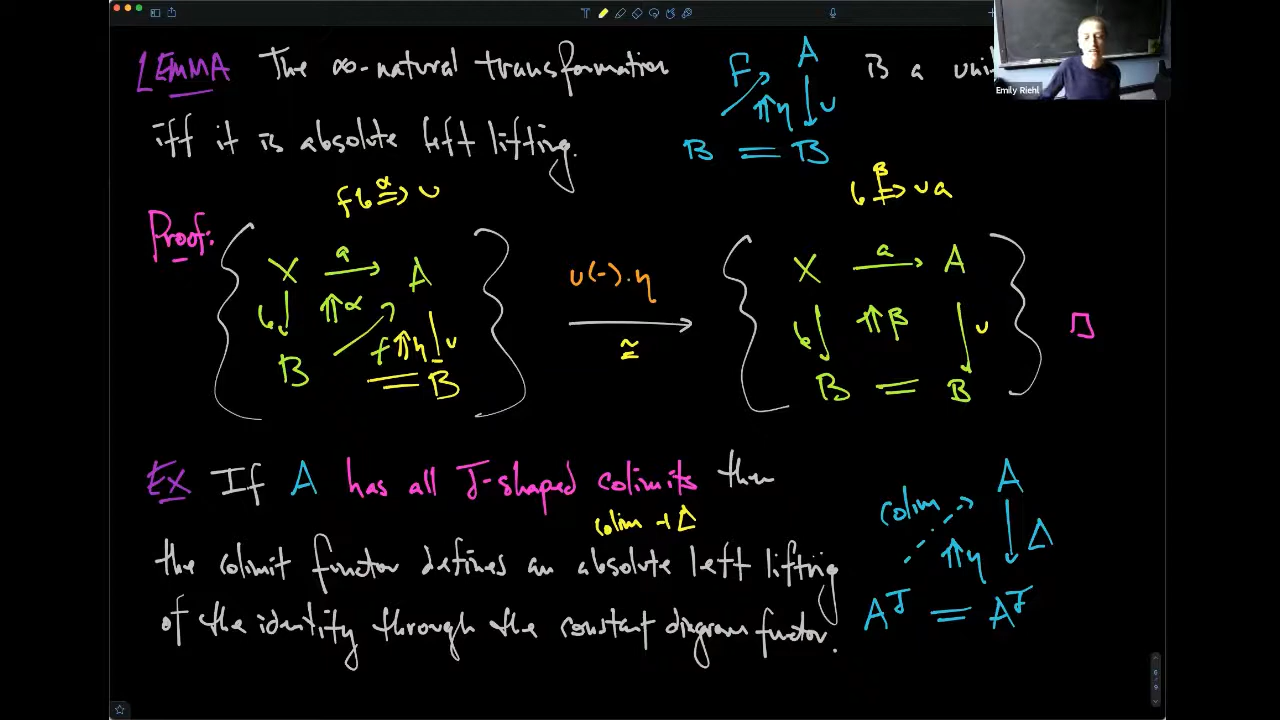 LEMMA The ∞-natural transformation
F A
⇑η u
B = B
is a
Emily Riehl
iff it is absolute left lifting.
fb ⇒α u
b ⇒β ua
Proof:
X a→ A
b ⇑α
B f ⇑η u
= B
u(-)·η
≅
X a→ A
b ⇑β u
B = B
□
Ex If A has all J-shaped colimits then
colim ⊣ Δ
the colimit functor defines an absolute left lifting
of the identity through the constant diagram functor.
colim A
⇑η Δ
A^J = A^J